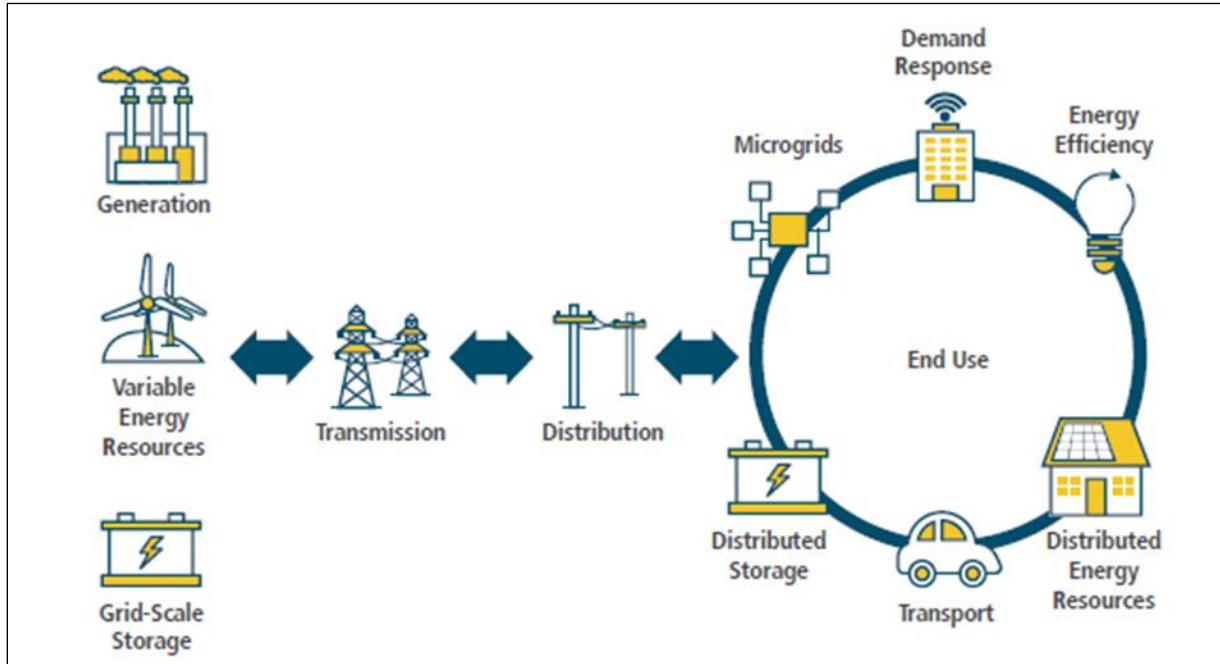 Generation
Variable
Energy
Resources
Grid-Scale
Storage
Transmission
Distribution
Demand
Response
Microgrids
Energy
Efficiency
End Use
Distributed
Storage
Transport
Distributed
Energy
Resources